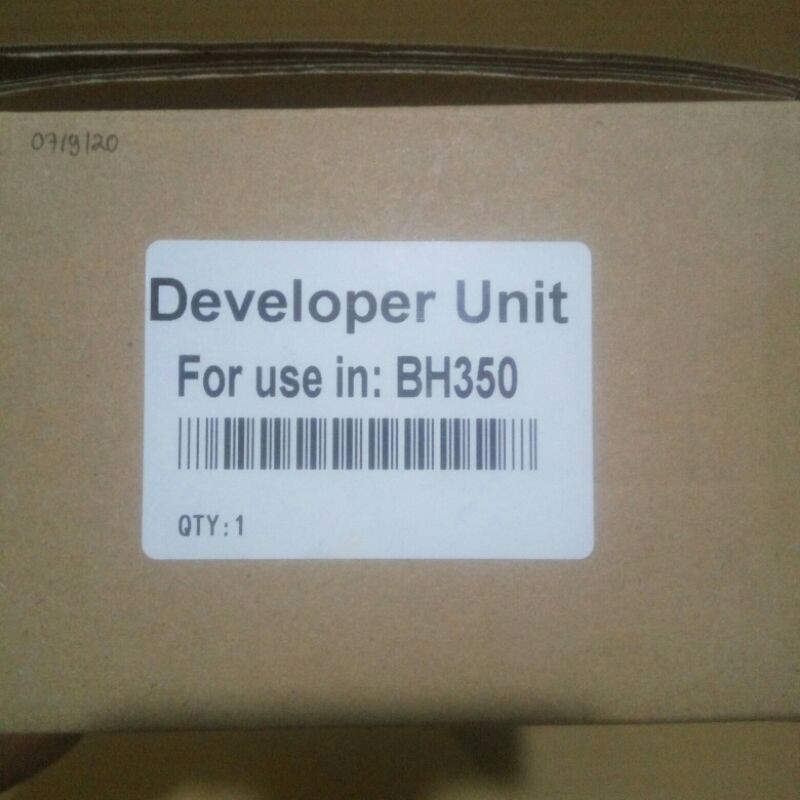 07/9/20
Developer Unit
For use in: BH350
QTY: 1